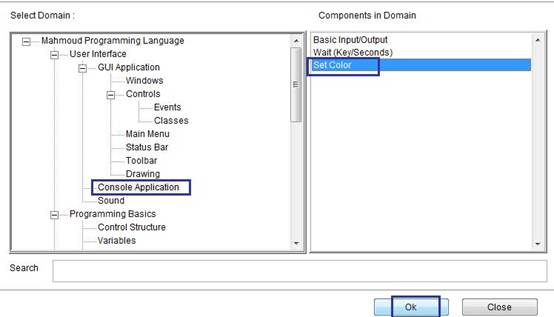 Select Domain :
Mahmoud Programming Language
User Interface
GUI Application
Windows
Controls
Events
Classes
Main Menu
Status Bar
Toolbar
Drawing
Console Application
Sound
Programming Basics
Control Structure
Variables
Components in Domain
Basic Input/Output
Wait (Key/Seconds)
Set Color
Search
Ok
Close